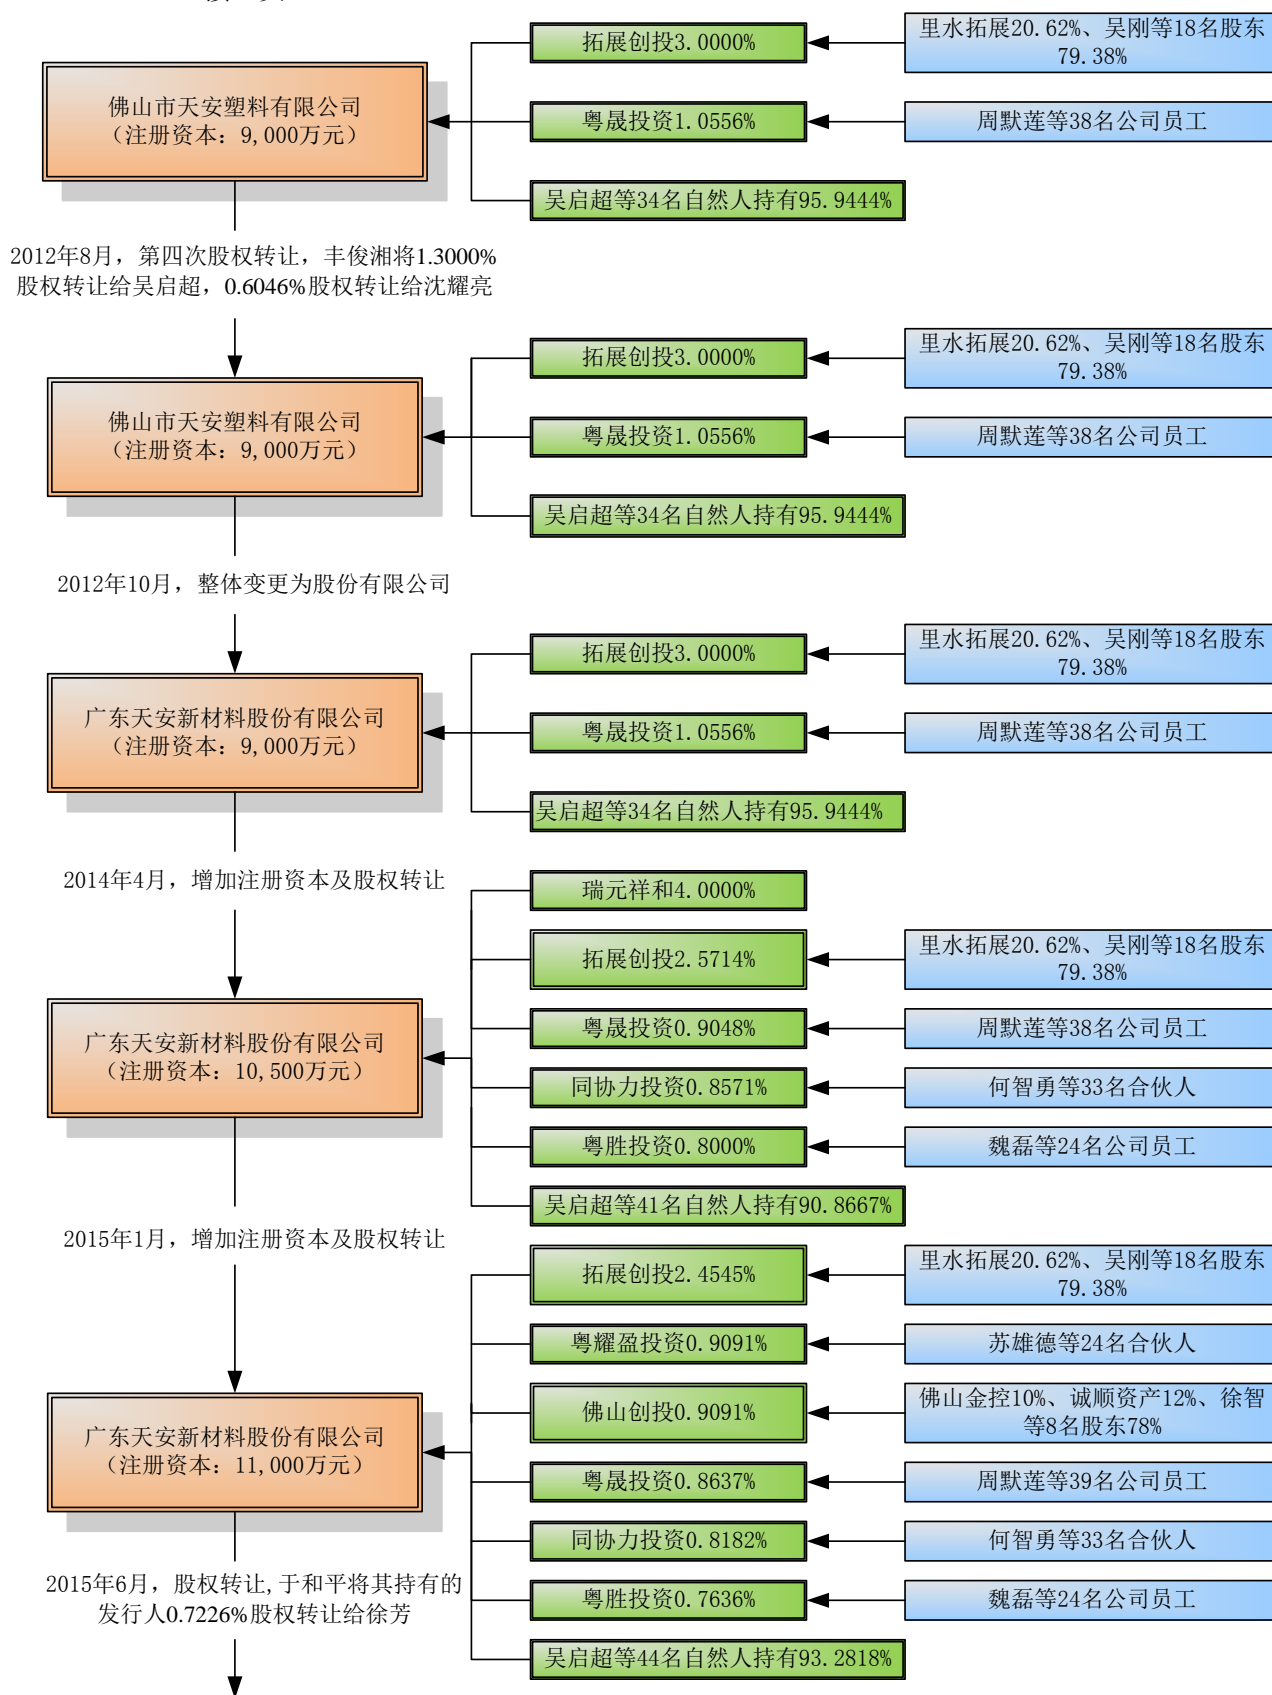 拓展创投3.0000%
里水拓展20.62%、吴刚等18名股东
79.38%
佛山市天安塑料有限公司
（注册资本：9,000万元）
粤晟投资1.0556%
周默莲等38名公司员工
吴启超等34名自然人持有95.9444%
2012年8月，第四次股权转让，丰俊湘将1.3000%
股权转让给吴启超，0.6046%股权转让给沈耀亮
拓展创投3.0000%
里水拓展20.62%、吴刚等18名股东
79.38%
佛山市天安塑料有限公司
（注册资本：9,000万元）
粤晟投资1.0556%
周默莲等38名公司员工
吴启超等34名自然人持有95.9444%
2012年10月，整体变更为股份有限公司
拓展创投3.0000%
里水拓展20.62%、吴刚等18名股东
79.38%
广东天安新材料股份有限公司
（注册资本：9,000万元）
粤晟投资1.0556%
周默莲等38名公司员工
吴启超等34名自然人持有95.9444%
2014年4月，增加注册资本及股权转让
瑞元祥和4.0000%
拓展创投2.5714%
里水拓展20.62%、吴刚等18名股东
79.38%
广东天安新材料股份有限公司
（注册资本：10,500万元）
粤晟投资0.9048%
周默莲等38名公司员工
同协力投资0.8571%
何智勇等33名合伙人
粤胜投资0.8000%
魏磊等24名公司员工
吴启超等41名自然人持有90.8667%
2015年1月，增加注册资本及股权转让
拓展创投2.4545%
里水拓展20.62%、吴刚等18名股东
79.38%
粤耀盈投资0.9091%
苏雄德等24名合伙人
佛山创投0.9091%
佛山金控10%、诚顺资产12%、徐智
等8名股东78%
广东天安新材料股份有限公司
（注册资本：11,000万元）
粤晟投资0.8637%
周默莲等39名公司员工
同协力投资0.8182%
何智勇等33名合伙人
粤胜投资0.7636%
魏磊等24名公司员工
吴启超等44名自然人持有93.2818%
2015年6月，股权转让,于和平将其持有的
发行人0.7226%股权转让给徐芳